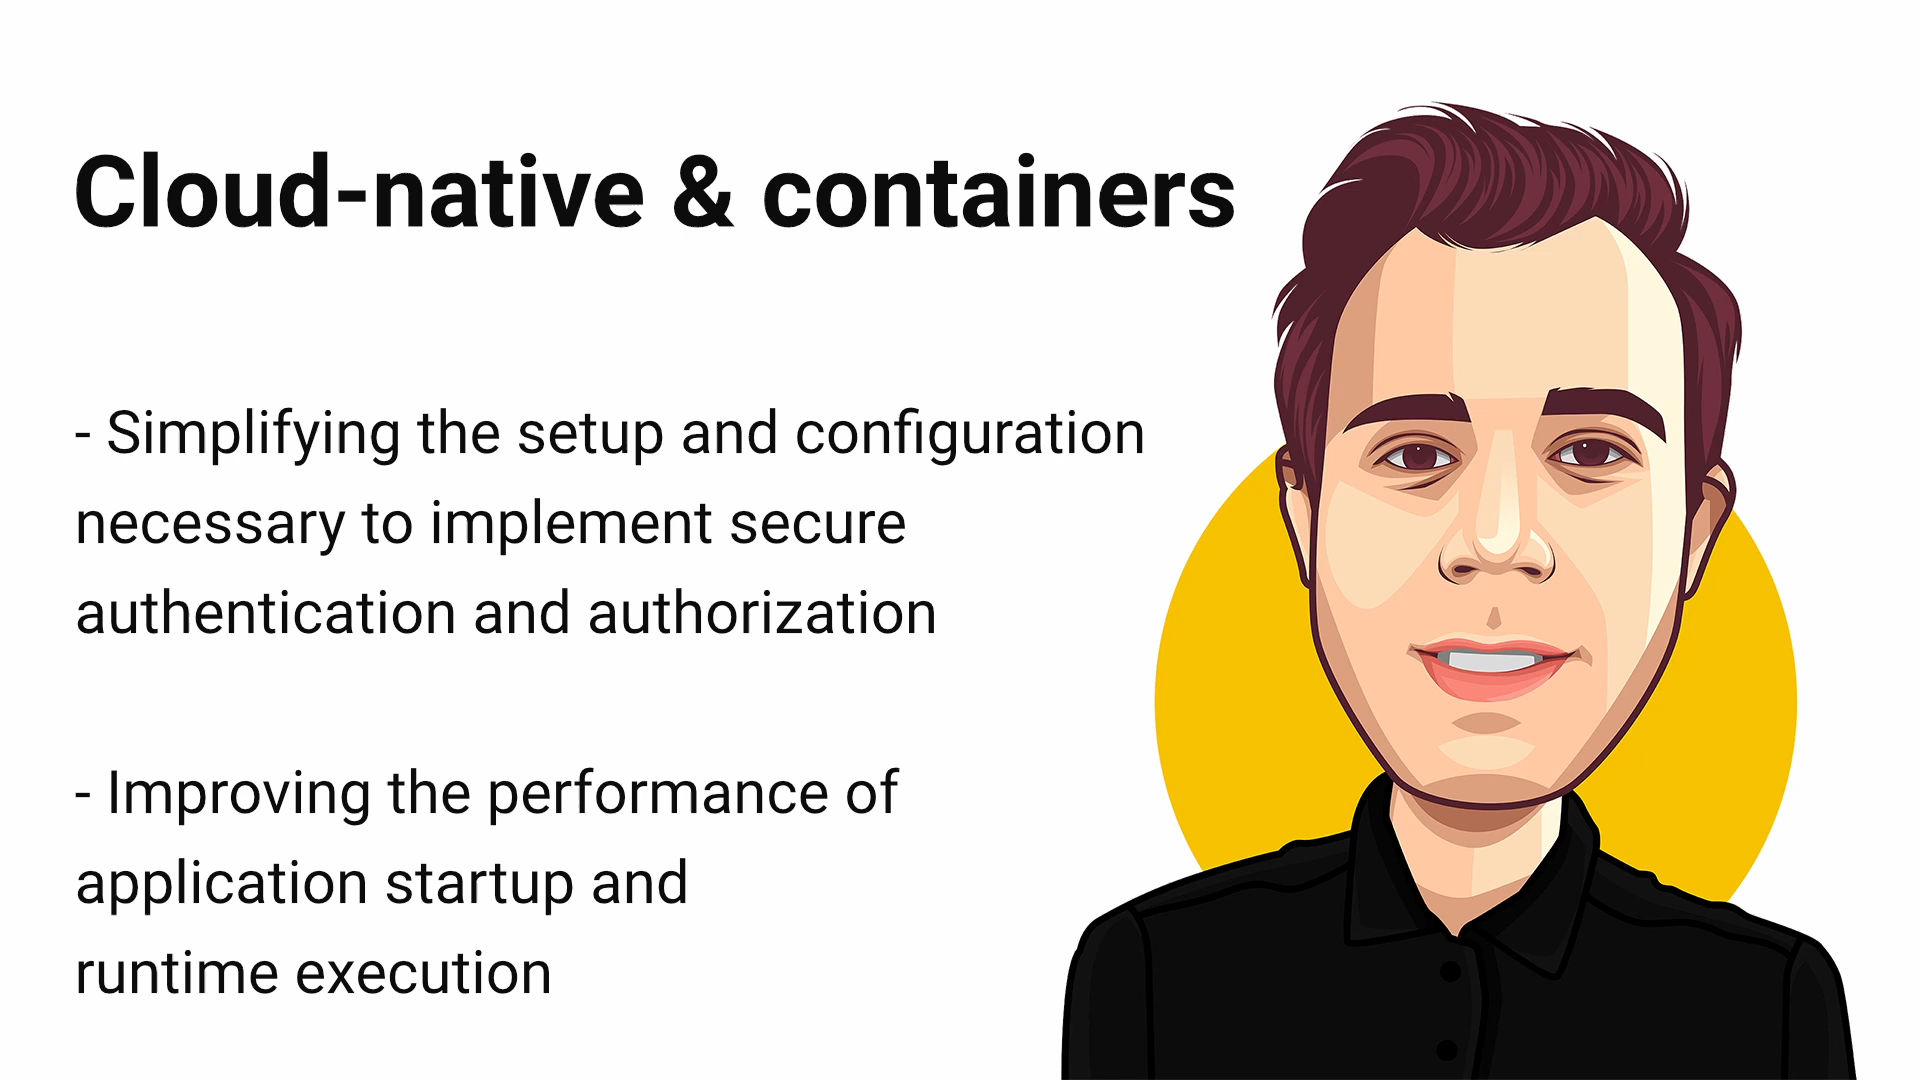 Cloud-native & containers
- Simplifying the setup and configuration
necessary to implement secure
authentication and authorization
- Improving the performance of
application startup and
runtime execution